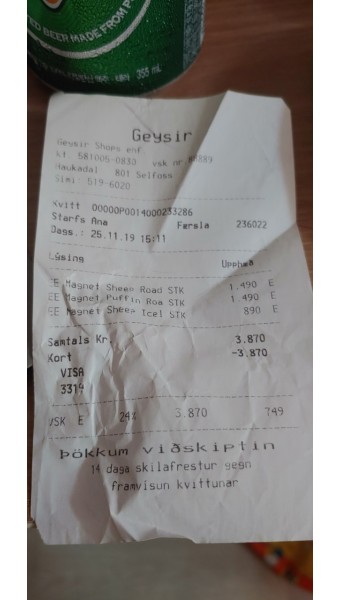 ED BEER MADE FROM P
355 mL
Geysir
Geysir Shops ehf
kt 581006-0830 vsk nr
Haukadal 801 Selfoss
Sími: 519-6020
Kvitt 00000P0014000233286
Starfs Ana Færsla 236022
Dags.: 25.11.19 15:11
Lýsing Upphæð
EE Magnet Sheep Road STK 1.490 E
EE Magnet Puffin Roa STK 1.490 E
EE Magnet Sheep Icel STK 890 E
Samtals Kr. 3.870
Kort -3.870
VISA
3319
VSK E 24% 3.870 749
Þökkum viðskiptin
14 daga skilafrestur gegn
framvísun kvittunar